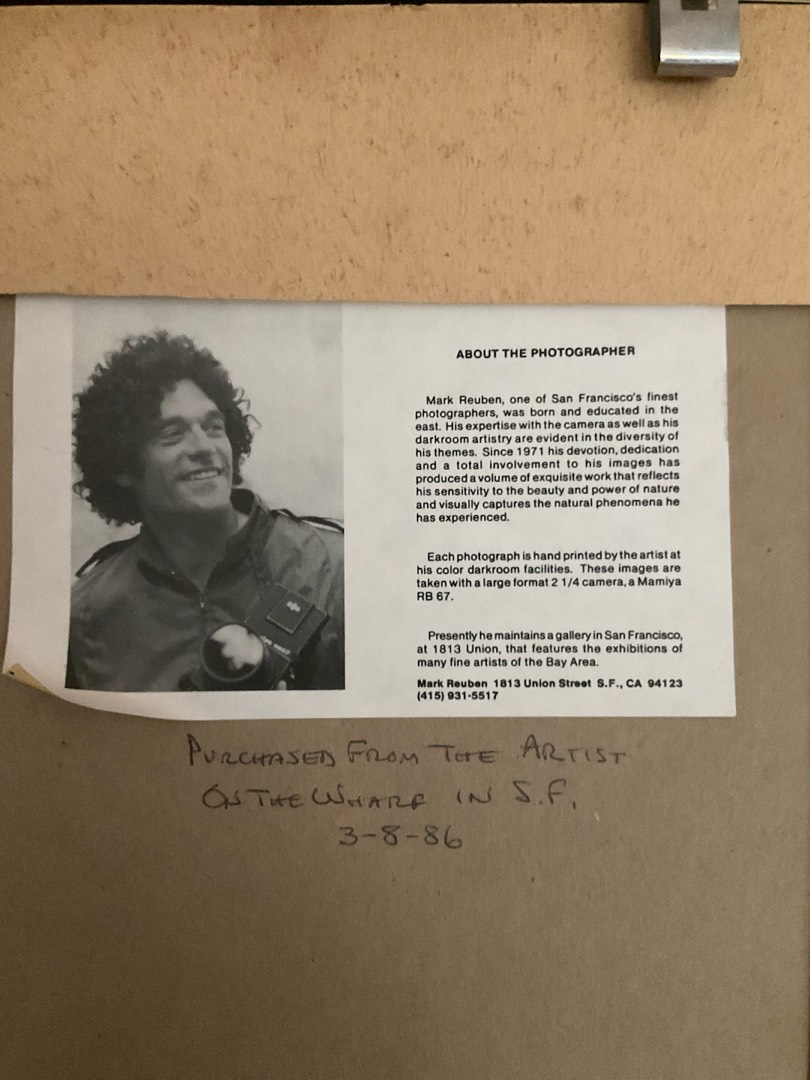 ABOUT THE PHOTOGRAPHER
Mark Reuben, one of San Francisco's finest
photographers, was born and educated in the
east. His expertise with the camera as well as his
darkroom artistry are evident in the diversity of
his themes. Since 1971 his devotion, dedication
and a total involvement to his images has
produced a volume of exquisite work that reflects
his sensitivity to the beauty and power of nature
and visually captures the natural phenomena he
has experienced.
Each photograph is hand printed by the artist at
his color darkroom facilities. These images are
taken with a large format 2 1/4 camera, a Mamiya
RB 67.
Presently he maintains a gallery in San Francisco,
at 1813 Union, that features the exhibitions of
many fine artists of the Bay Area.
Mark Reuben 1813 Union Street S.F., CA 94123
(415) 931-5517
PURCHASED FROM THE ARTIST
ON THE WHARF IN S.F.
3-8-86